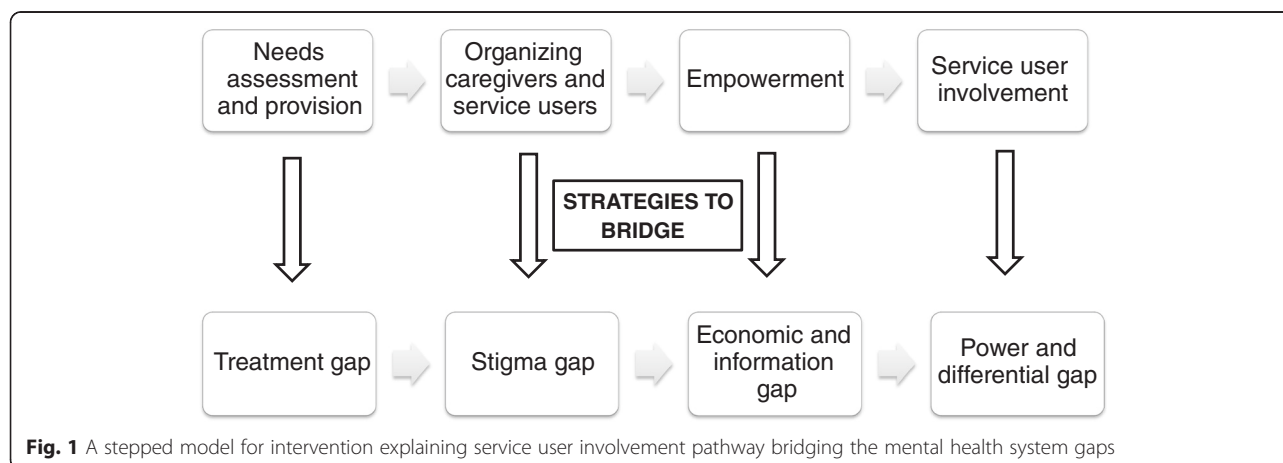 Needs
assessment
and provision
Organizing
caregivers and
service users
Empowerment
Service user
involvement
STRATEGIES TO
BRIDGE
Treatment gap
Stigma gap
Economic and
information
gap
Power and
differential gap
Fig. 1 A stepped model for intervention explaining service user involvement pathway bridging the mental health system gaps